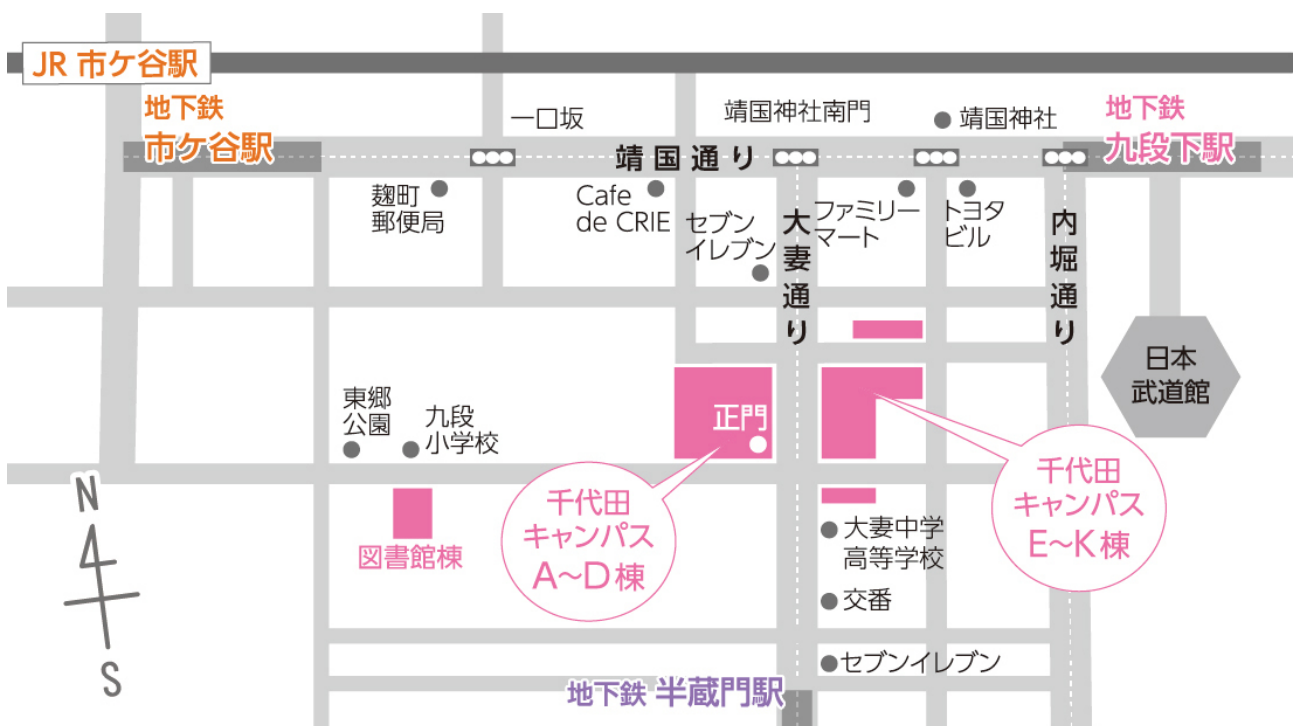 JR 市ケ谷駅
地下鉄
市ケ谷駅
一口坂
靖国神社南門
靖国神社
地下鉄
九段下駅
靖国通り
麹町
郵便局
Cafe
de CRIE
セブン
イレブン
大妻通り
ファミリー
マート
トヨタ
ビル
内堀通り
日本
武道館
東郷
公園
九段
小学校
正門
千代田
キャンパス
A～D棟
千代田
キャンパス
E～K棟
図書館棟
大妻中学
高等学校
交番
セブンイレブン
地下鉄 半蔵門駅
N
S